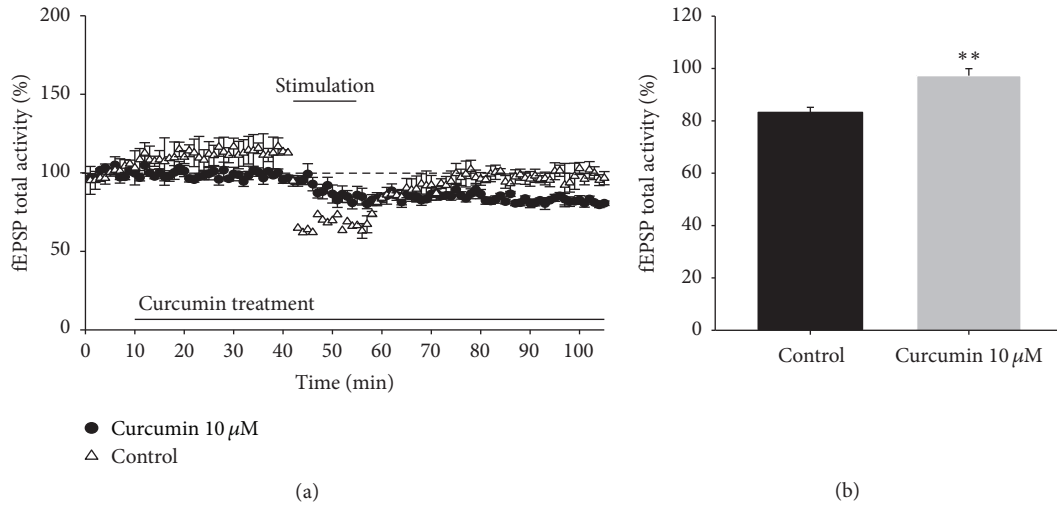 200
150
100
50
0
fEPSP total activity (%)
Stimulation
Curcumin treatment
0 10 20 30 40 50 60 70 80 90 100
Time (min)
Curcumin 10 μM
Control
(a)
120
100
80
60
40
20
0
fEPSP total activity (%)
**
Control Curcumin 10 μM
(b)